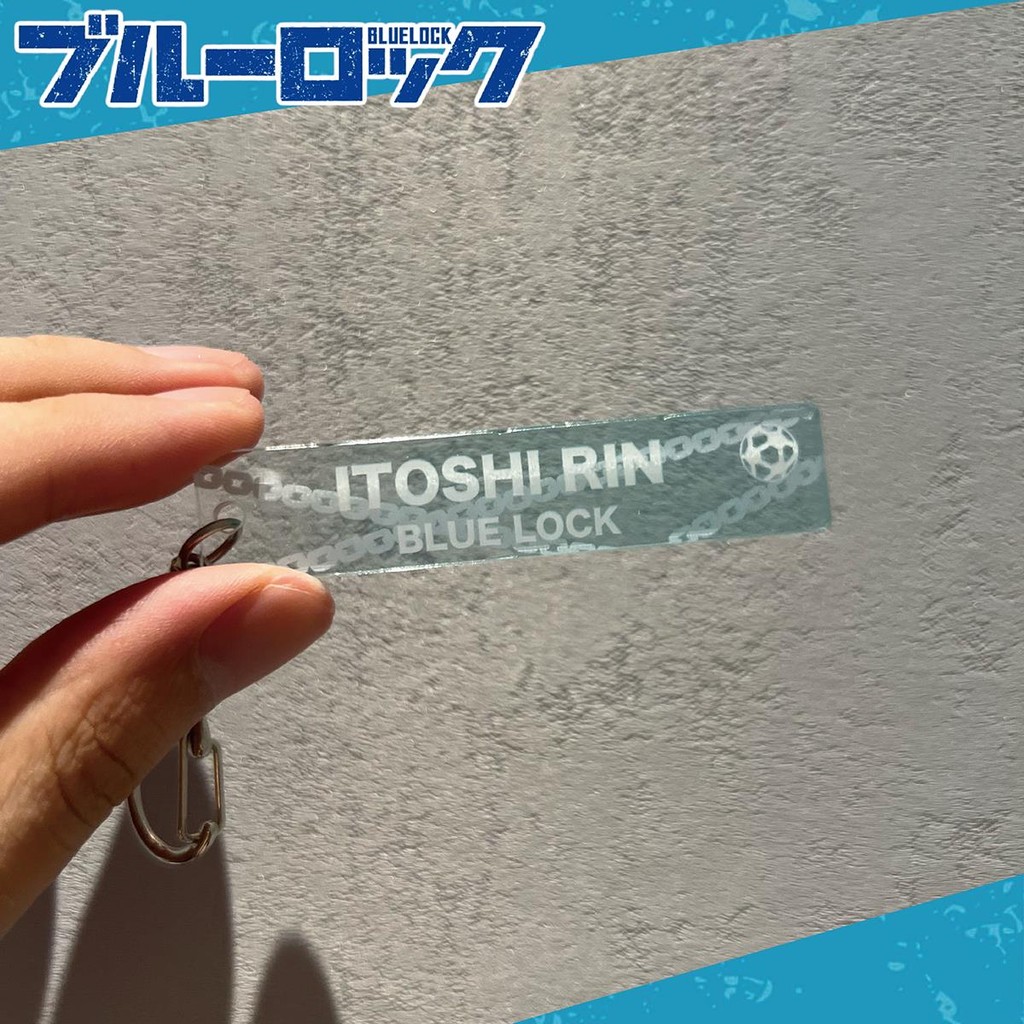 ブルーロック
BLUELOCK
ITOSHI RIN
BLUE LOCK